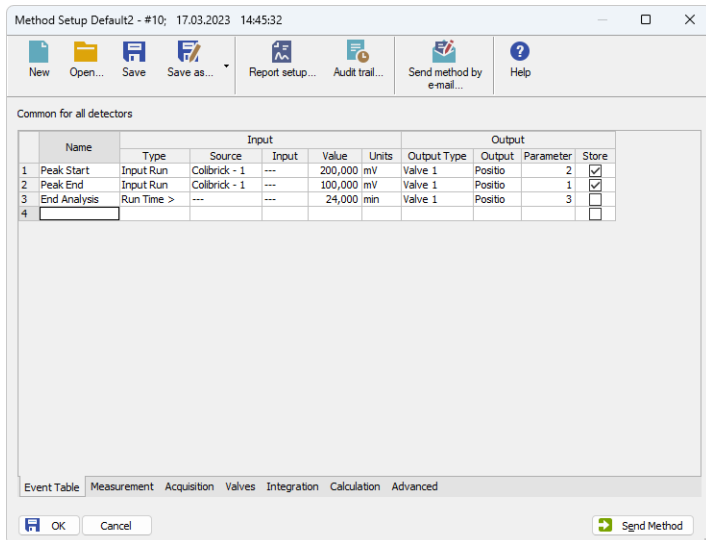 Method Setup Default2 - #10; 17.03.2023 14:45:32
New Open... Save Save as... Report setup... Audit trail... Send method by e-mail... Help
Common for all detectors
Name Input Output
Type Source Input Value Units Output Type Output Parameter Store
1 Peak Start Input Run Colibrick - 1 --- 200,000 mV Valve 1 Positio 2
2 Peak End Input Run Colibrick - 1 --- 100,000 mV Valve 1 Positio 1
3 End Analysis Run Time > --- --- 24,000 min Valve 1 Positio 3
4
Event Table Measurement Acquisition Valves Integration Calculation Advanced
OK Cancel Send Method